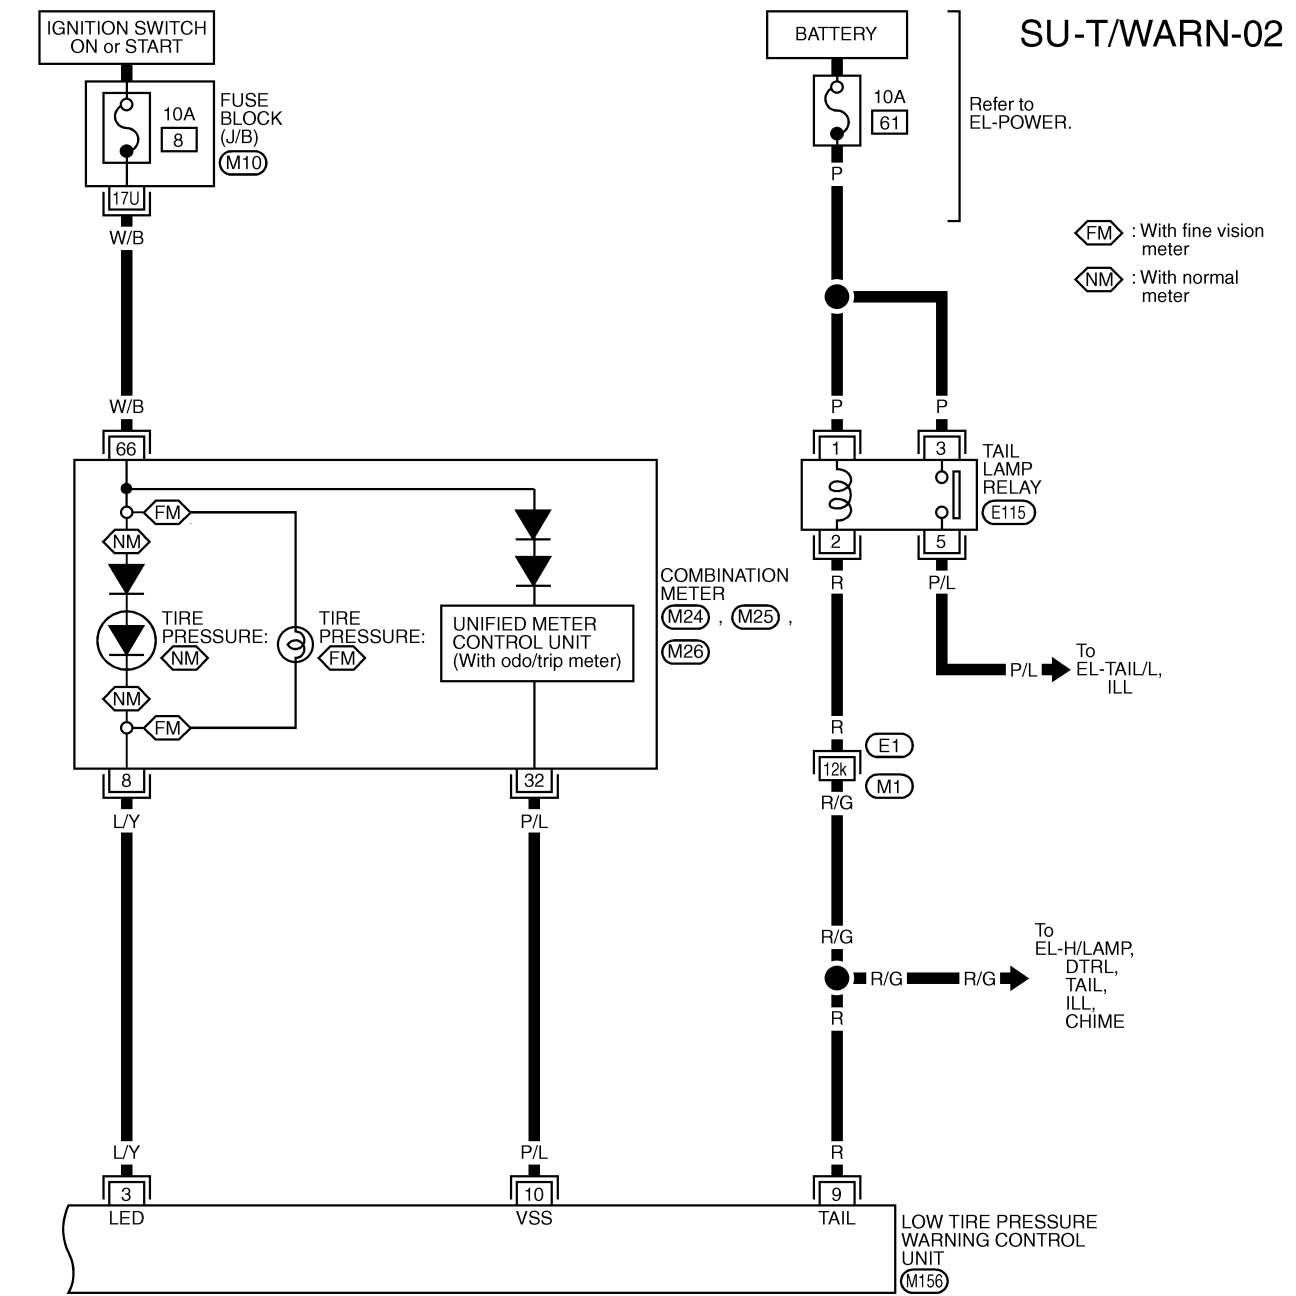 IGNITION SWITCH
ON or START
BATTERY
SU-T/WARN-02
10A
8
FUSE
BLOCK
(J/B)
M10
10A
61
Refer to
EL-POWER.
17U
W/B
P
FM : With fine vision
meter
NM : With normal
meter
W/B
P
P
66
1
3
TAIL
LAMP
RELAY
E115
FM
NM
2
5
R
P/L
COMBINATION
METER
M24 , M25 ,
M26
TIRE
PRESSURE:
NM
TIRE
PRESSURE:
FM
UNIFIED METER
CONTROL UNIT
(With odo/trip meter)
P/L
To
EL-TAIL/L,
ILL
NM
FM
R
E1
12k
M1
8
32
L/Y
P/L
R/G
R/G
R/G
R/G
To
EL-H/LAMP,
DTRL,
TAIL,
ILL,
CHIME
R
L/Y
P/L
R
3
10
9
LED
VSS
TAIL
LOW TIRE PRESSURE
WARNING CONTROL
UNIT
M156